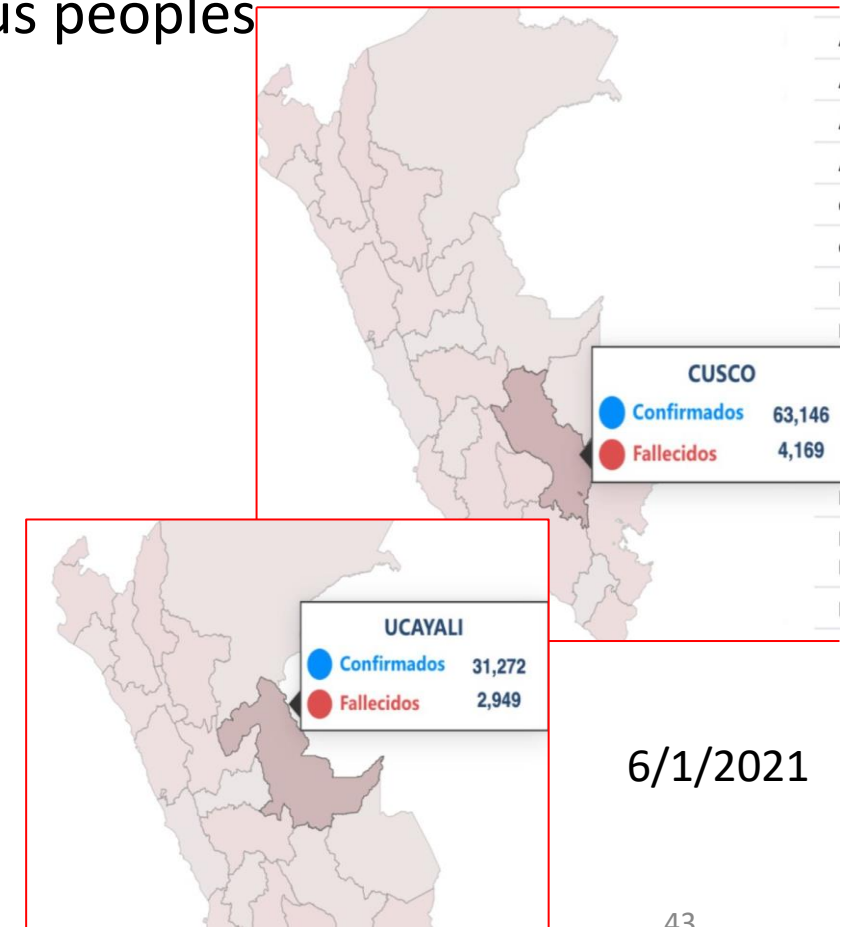 us peoples
CUSCO
Confirmados 63,146
Fallecidos 4,169
UCAYALI
Confirmados 31,272
Fallecidos 2,949
6/1/2021
43